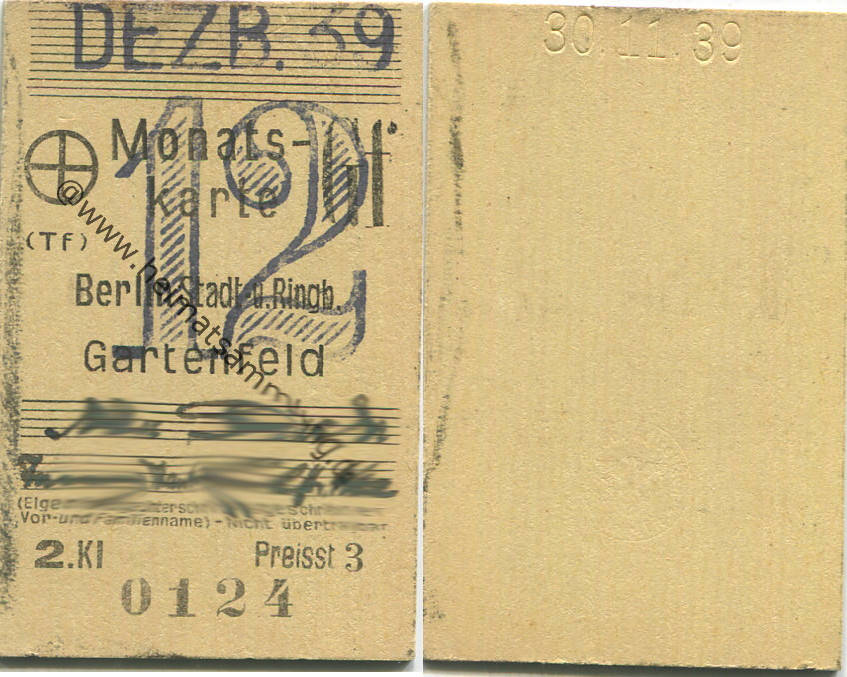 DEZB. 39
12
Monats-
karte
(Tf)
Berlin Stadt-u.Ringb.
Gartenfeld
Vor-und Familienname) - Nicht übertragbar
2.Kl Preisst 3
0124
@www.heimatsammlung.de
30.11.39